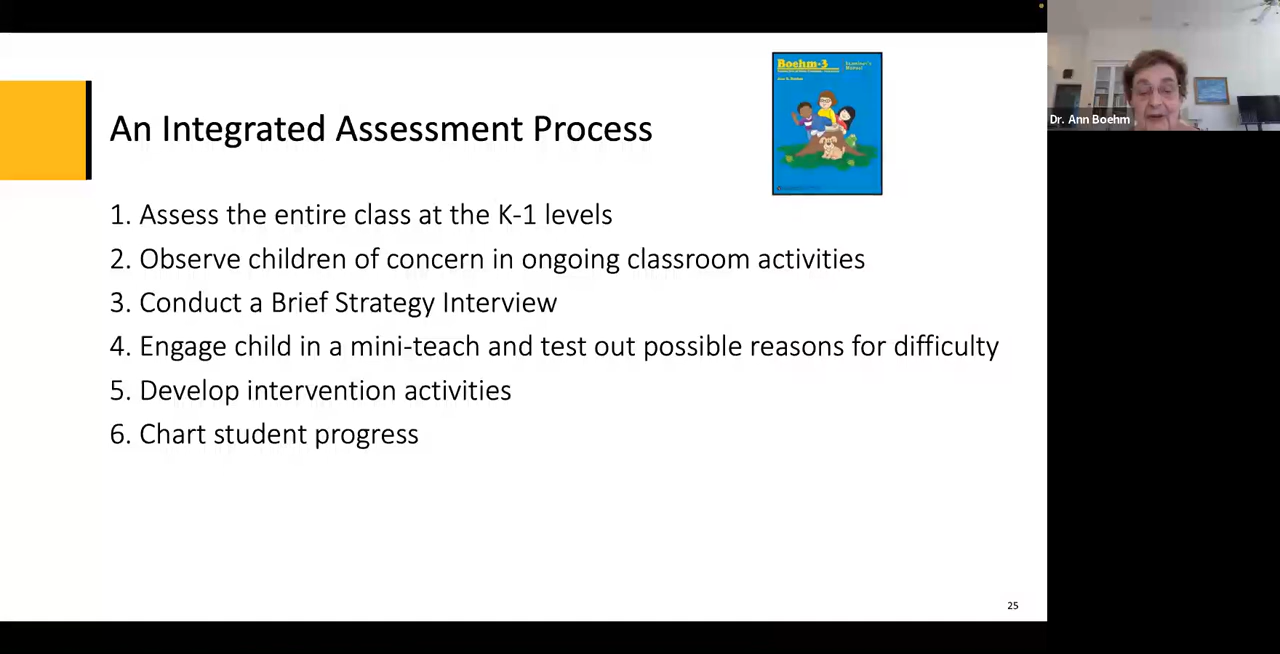 An Integrated Assessment Process
Boehm-3
Examiner's
Manual
1. Assess the entire class at the K-1 levels
2. Observe children of concern in ongoing classroom activities
3. Conduct a Brief Strategy Interview
4. Engage child in a mini-teach and test out possible reasons for difficulty
5. Develop intervention activities
6. Chart student progress
25
Dr. Ann Boehm